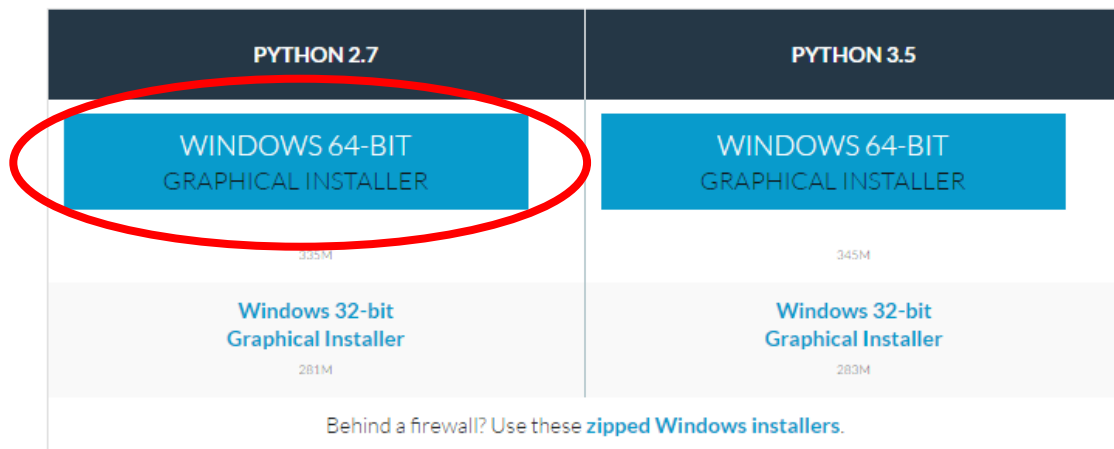 PYTHON 2.7
PYTHON 3.5
WINDOWS 64-BIT
GRAPHICAL INSTALLER
335M
WINDOWS 64-BIT
GRAPHICAL INSTALLER
345M
Windows 32-bit
Graphical Installer
281M
Windows 32-bit
Graphical Installer
283M
Behind a firewall? Use these zipped Windows installers.